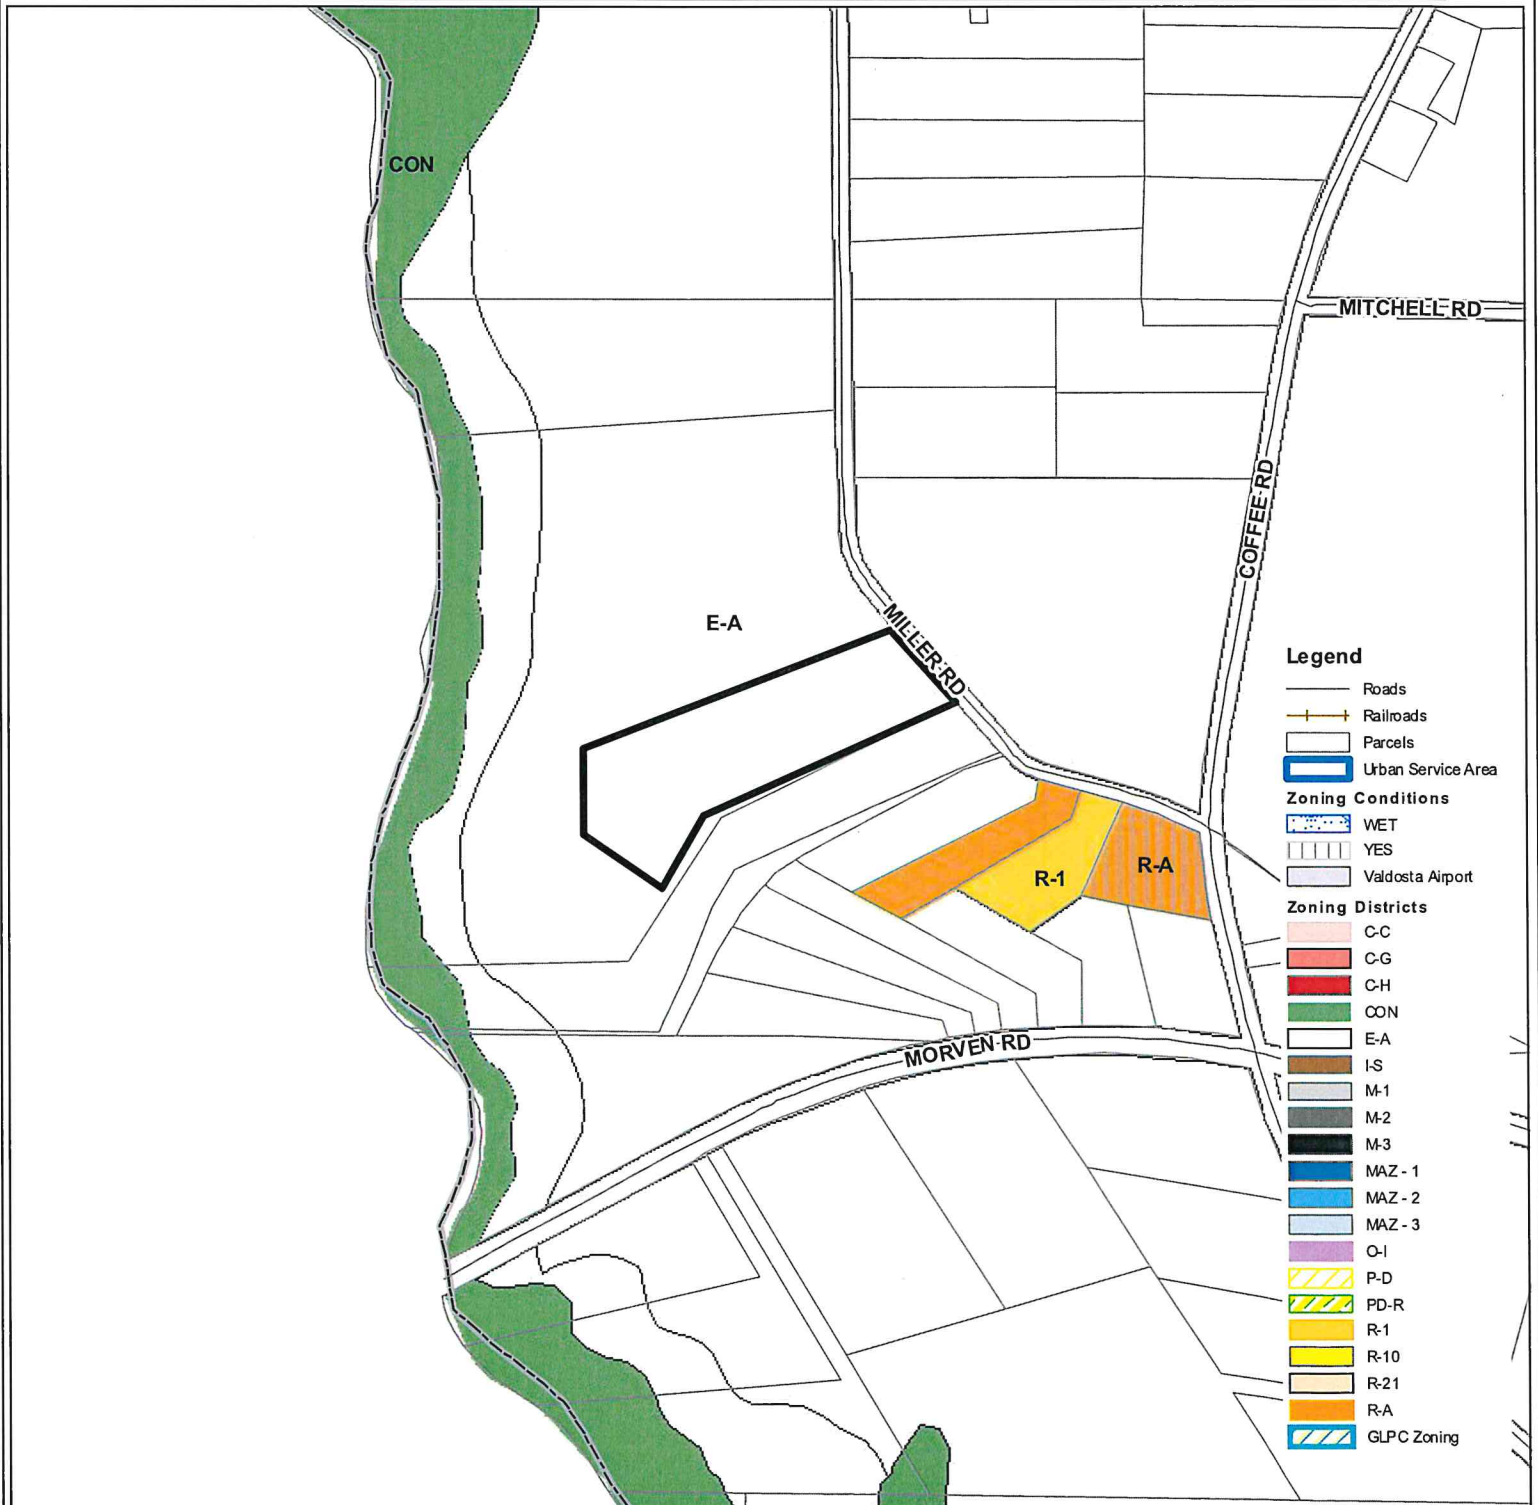 CON
MITCHELL RD
COFFEE RD
E-A
MILLER RD
R-1
R-A
MORVEN RD
Legend
Roads
Railroads
Parcels
Urban Service Area
Zoning Conditions
WET
YES
Valdosta Airport
Zoning Districts
C-C
C-G
C-H
CON
E-A
I-S
M-1
M-2
M-3
MAZ - 1
MAZ - 2
MAZ - 3
O-I
P-D
PD-R
R-1
R-10
R-21
R-A
GLPC Zoning